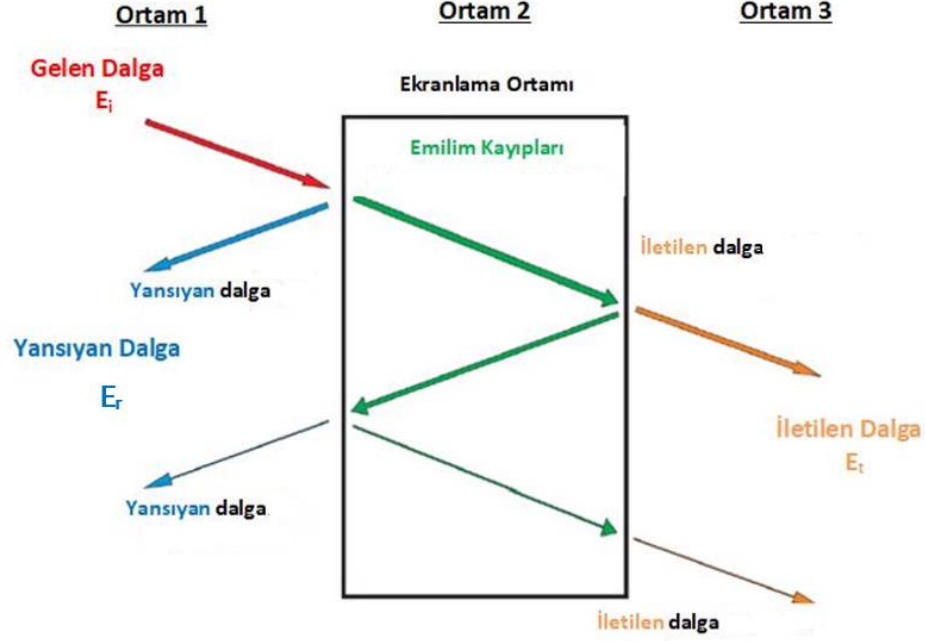 Ortam 1
Ortam 2
Ortam 3
Gelen Dalga
Ei
Ekranlama Ortamı
Emilim Kayıpları
İletilen dalga
Yansıyan dalga
Yansıyan Dalga
Er
İletilen Dalga
Et
Yansıyan dalga
İletilen dalga